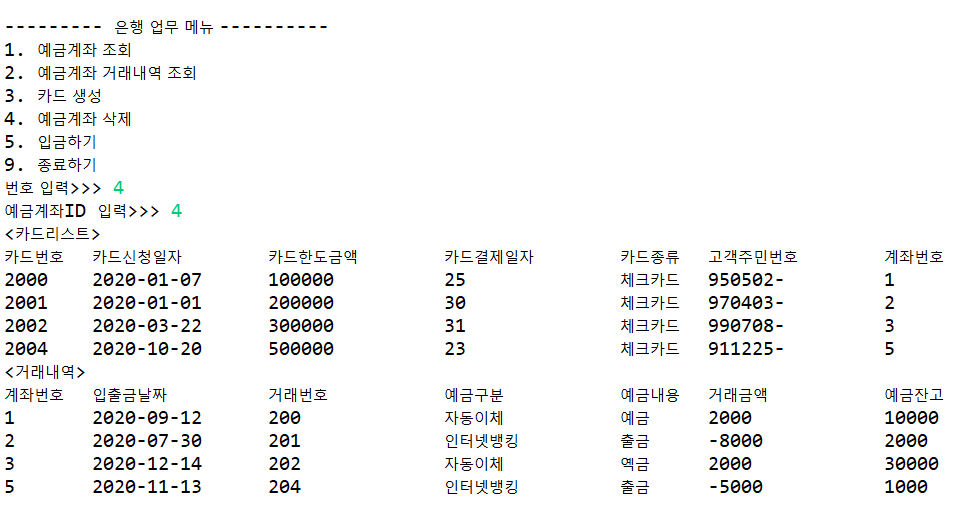 --------- 은행 업무 메뉴 ----------
1. 예금계좌 조회
2. 예금계좌 거래내역 조회
3. 카드 생성
4. 예금계좌 삭제
5. 입금하기
9. 종료하기
번호 입력>>> 4
예금계좌ID 입력>>> 4
<카드리스트>
카드번호 카드신청일자 카드한도금액 카드결제일자 카드종류 고객주민번호 계좌번호
2000 2020-01-07 100000 25 체크카드 950502- 1
2001 2020-01-01 200000 30 체크카드 970403- 2
2002 2020-03-22 300000 31 체크카드 990708- 3
2004 2020-10-20 500000 23 체크카드 911225- 5
<거래내역>
계좌번호 입출금날짜 거래번호 예금구분 예금내용 거래금액 예금잔고
1 2020-09-12 200 자동이체 예금 2000 10000
2 2020-07-30 201 인터넷뱅킹 출금 -8000 2000
3 2020-12-14 202 자동이체 옉금 2000 30000
5 2020-11-13 204 인터넷뱅킹 출금 -5000 1000